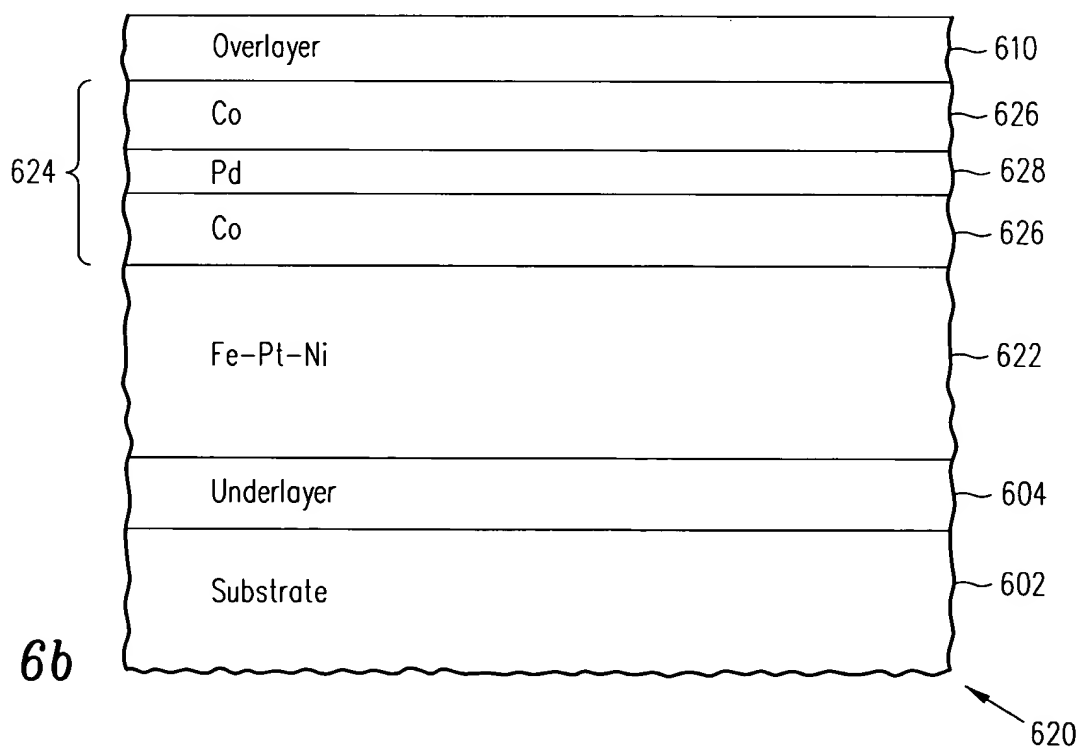 Overlayer 610
Co 626
624
Pd 628
Co 626
Fe-Pt-Ni 622
Underlayer 604
Substrate 602
6b
620